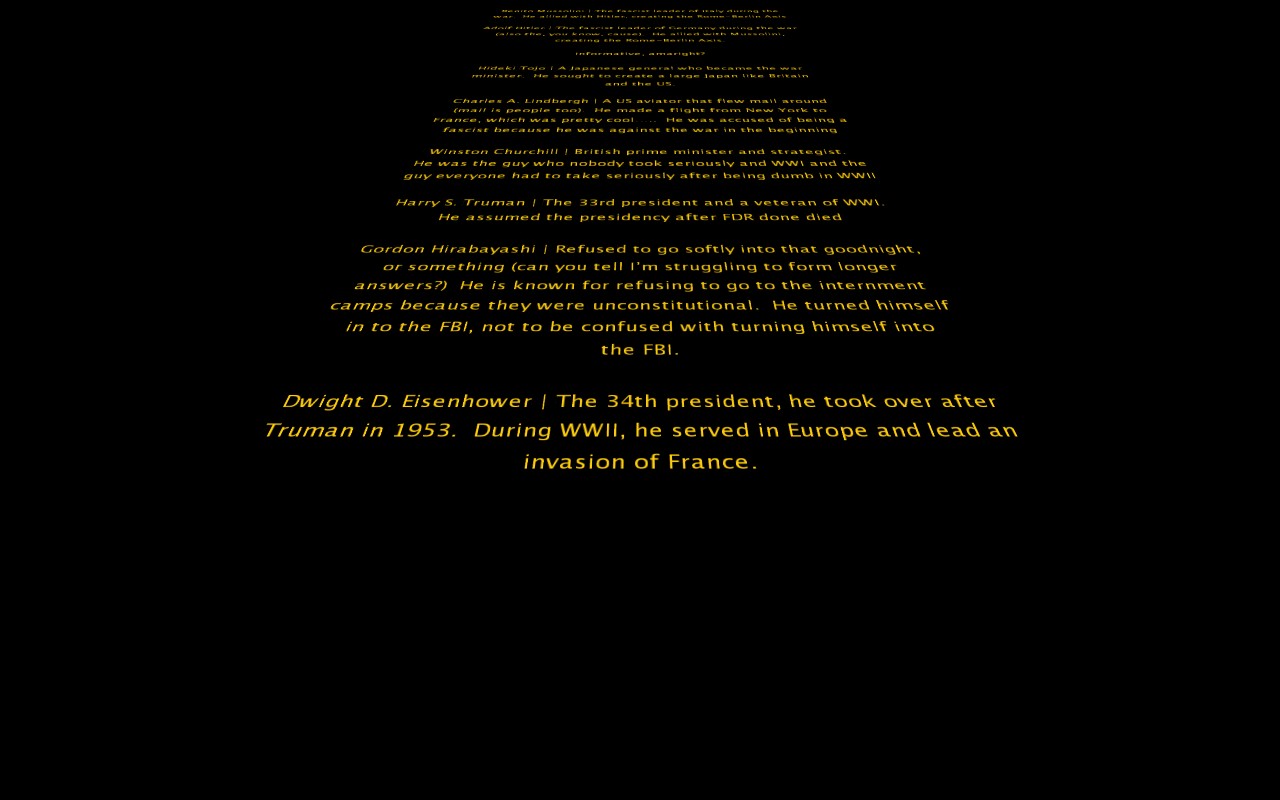 Benito Mussolini | The fascist leader of Italy during the
war.  He allied with Hitler, creating the Rome-Berlin Axis
Adolf Hitler | The fascist leader of Germany during the war
(also the, you know, cause).  He allied with Mussolini,
creating the Rome-Berlin Axis.
Informative, amaright?
Hideki Tojo | A Japanese general who became the war
minister.  He sought to create a large Japan like Britain
and the US.
Charles A. Lindbergh | A US aviator that flew mail around
(mail is people too).  He made a flight from New York to
France, which was pretty cool.....  He was accused of being a
fascist because he was against the war in the beginning
Winston Churchill | British prime minister and strategist.
He was the guy who nobody took seriously and WWI and the
guy everyone had to take seriously after being dumb in WWII
Harry S. Truman | The 33rd president and a veteran of WWI.
He assumed the presidency after FDR done died
Gordon Hirabayashi | Refused to go softly into that goodnight,
or something (can you tell I'm struggling to form longer
answers?)  He is known for refusing to go to the internment
camps because they were unconstitutional.  He turned himself
in to the FBI, not to be confused with turning himself into
the FBI.
Dwight D. Eisenhower | The 34th president, he took over after
Truman in 1953.  During WWII, he served in Europe and lead an
invasion of France.